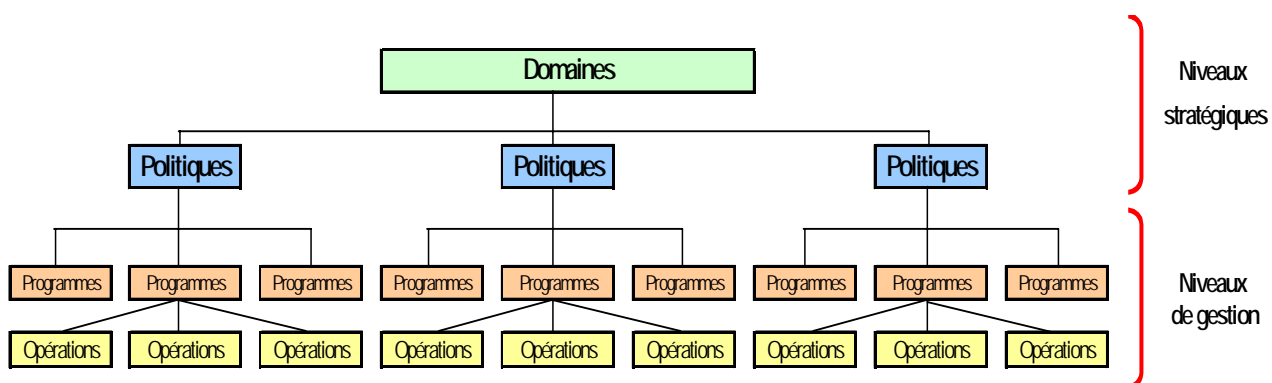 Domaines
Niveaux
stratégiques
Politiques Politiques Politiques
Programmes Programmes Programmes Programmes Programmes Programmes Programmes Programmes Programmes
Niveaux
de gestion
Opérations Opérations Opérations Opérations Opérations Opérations Opérations Opérations Opérations